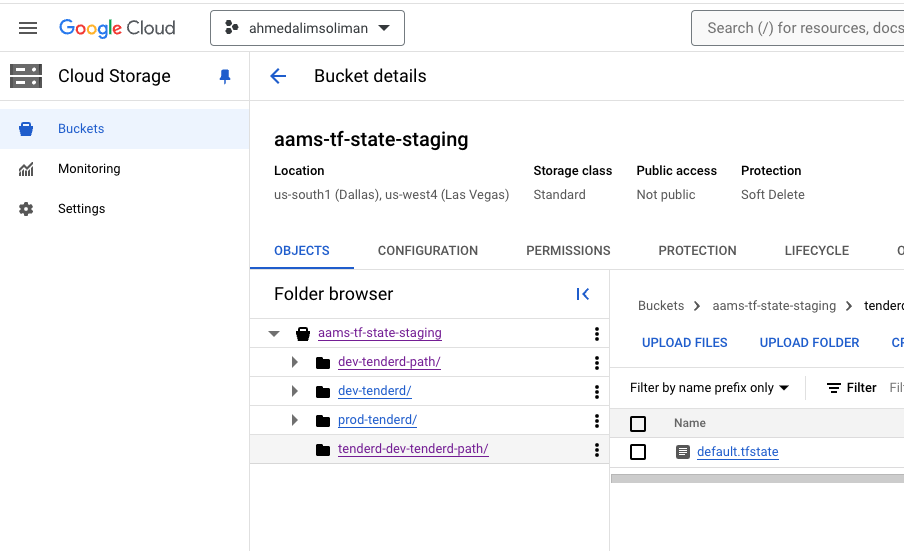 Google Cloud
ahmedalimsoliman
Search (/) for resources, docs
Cloud Storage
Bucket details
Buckets
Monitoring
Settings
aams-tf-state-staging
Location Storage class Public access Protection
us-south1 (Dallas), us-west4 (Las Vegas) Standard Not public Soft Delete
OBJECTS CONFIGURATION PERMISSIONS PROTECTION LIFECYCLE O
Folder browser
aams-tf-state-staging
dev-tenderd-path/
dev-tenderd/
prod-tenderd/
tenderd-dev-tenderd-path/
Buckets > aams-tf-state-staging > tenderd
UPLOAD FILES UPLOAD FOLDER CR
Filter by name prefix only Filter Fil
Name
default.tfstate